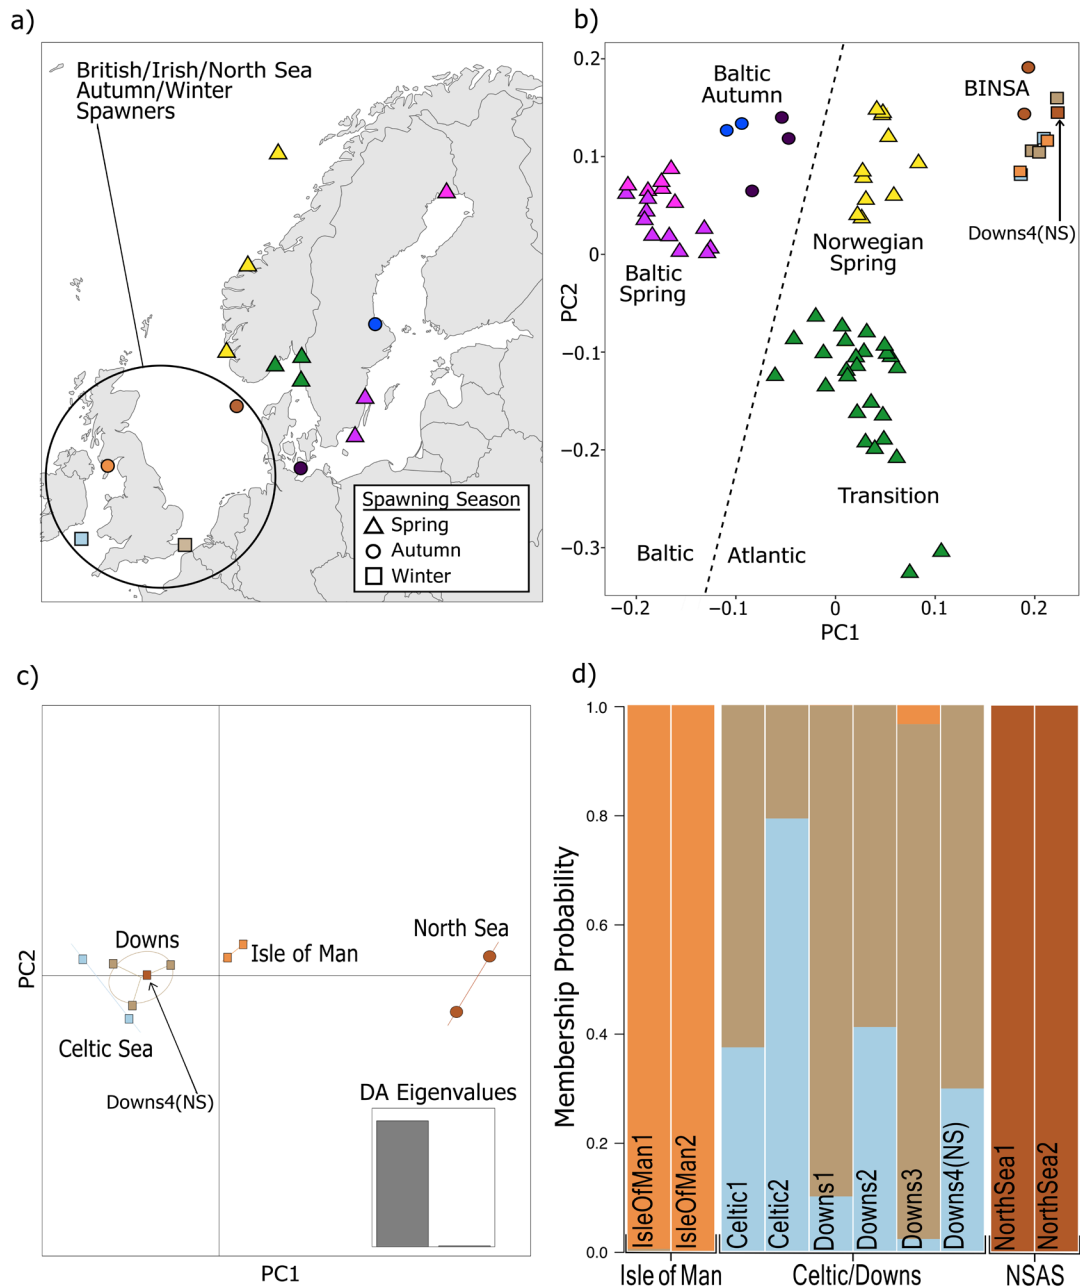 a)
British/Irish/North Sea
Autumn/Winter
Spawners
Spawning Season
Spring
Autumn
Winter
b)
0.2
0.1
0
−0.1
−0.2
−0.3
PC2
Baltic
Autumn
BINSA
Downs4(NS)
Norwegian
Spring
Baltic
Spring
Transition
Baltic
Atlantic
−0.2
−0.1
0
0.1
0.2
PC1
c)
PC2
Downs
Isle of Man
North Sea
Celtic Sea
Downs4(NS)
DA Eigenvalues
PC1
d)
Membership Probability
1.0
0.8
0.6
0.4
0.2
0.0
IsleOfMan1
IsleOfMan2
Celtic1
Celtic2
Downs1
Downs2
Downs3
Downs4(NS)
NorthSea1
NorthSea2
Isle of Man
Celtic/Downs
NSAS